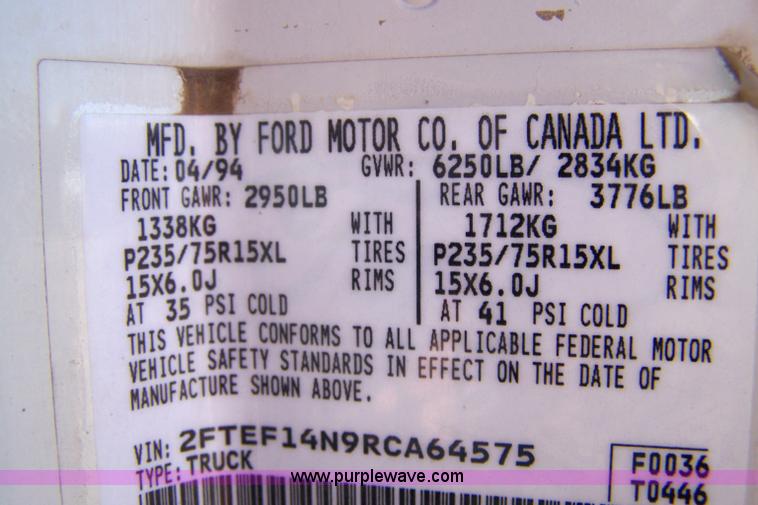 MFD. BY FORD MOTOR CO. OF CANADA LTD.
DATE: 04/94 GVWR: 6250LB/ 2834KG
FRONT GAWR: 2950LB REAR GAWR: 3776LB
1338KG WITH 1712KG WITH
P235/75R15XL TIRES P235/75R15XL TIRES
15X6.0J RIMS 15X6.0J RIMS
AT 35 PSI COLD AT 41 PSI COLD
THIS VEHICLE CONFORMS TO ALL APPLICABLE FEDERAL MOTOR
VEHICLE SAFETY STANDARDS IN EFFECT ON THE DATE OF
MANUFACTURE SHOWN ABOVE.
VIN: 2FTEF14N9RCA64575 F0036
TYPE: TRUCK T0446
www.purplewave.com